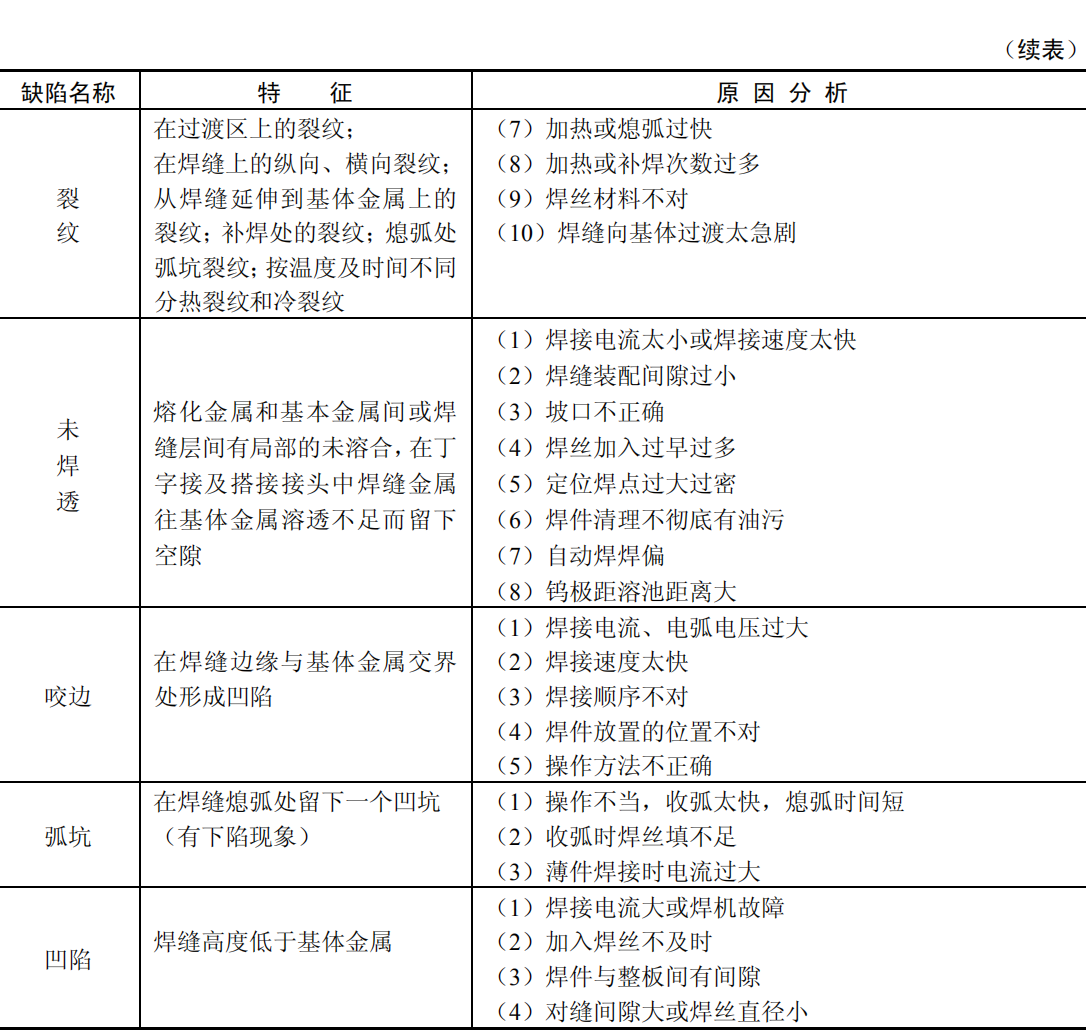 （续表）
缺陷名称 特 征 原 因 分 析
裂
纹
在过渡区上的裂纹；
在焊缝上的纵向、横向裂纹；
从焊缝延伸到基体金属上的
裂纹；补焊处的裂纹；熄弧处
弧坑裂纹；按温度及时间不同
分热裂纹和冷裂纹
（7）加热或熄弧过快
（8）加热或补焊次数过多
（9）焊丝材料不对
（10）焊缝向基体过渡太急剧
未
焊
透
熔化金属和基本金属间或焊
缝层间有局部的未溶合，在丁
字接及搭接接头中焊缝金属
往基体金属溶透不足而留下
空隙
（1）焊接电流太小或焊接速度太快
（2）焊缝装配间隙过小
（3）坡口不正确
（4）焊丝加入过早过多
（5）定位焊点过大过密
（6）焊件清理不彻底有油污
（7）自动焊焊偏
（8）钨极距溶池距离大
咬边
在焊缝边缘与基体金属交界
处形成凹陷
（1）焊接电流、电弧电压过大
（2）焊接速度太快
（3）焊接顺序不对
（4）焊件放置的位置不对
（5）操作方法不正确
弧坑
在焊缝熄弧处留下一个凹坑
（有下陷现象）
（1）操作不当，收弧太快，熄弧时间短
（2）收弧时焊丝填不足
（3）薄件焊接时电流过大
凹陷
焊缝高度低于基体金属
（1）焊接电流大或焊机故障
（2）加入焊丝不及时
（3）焊件与整板间有间隙
（4）对缝间隙大或焊丝直径小